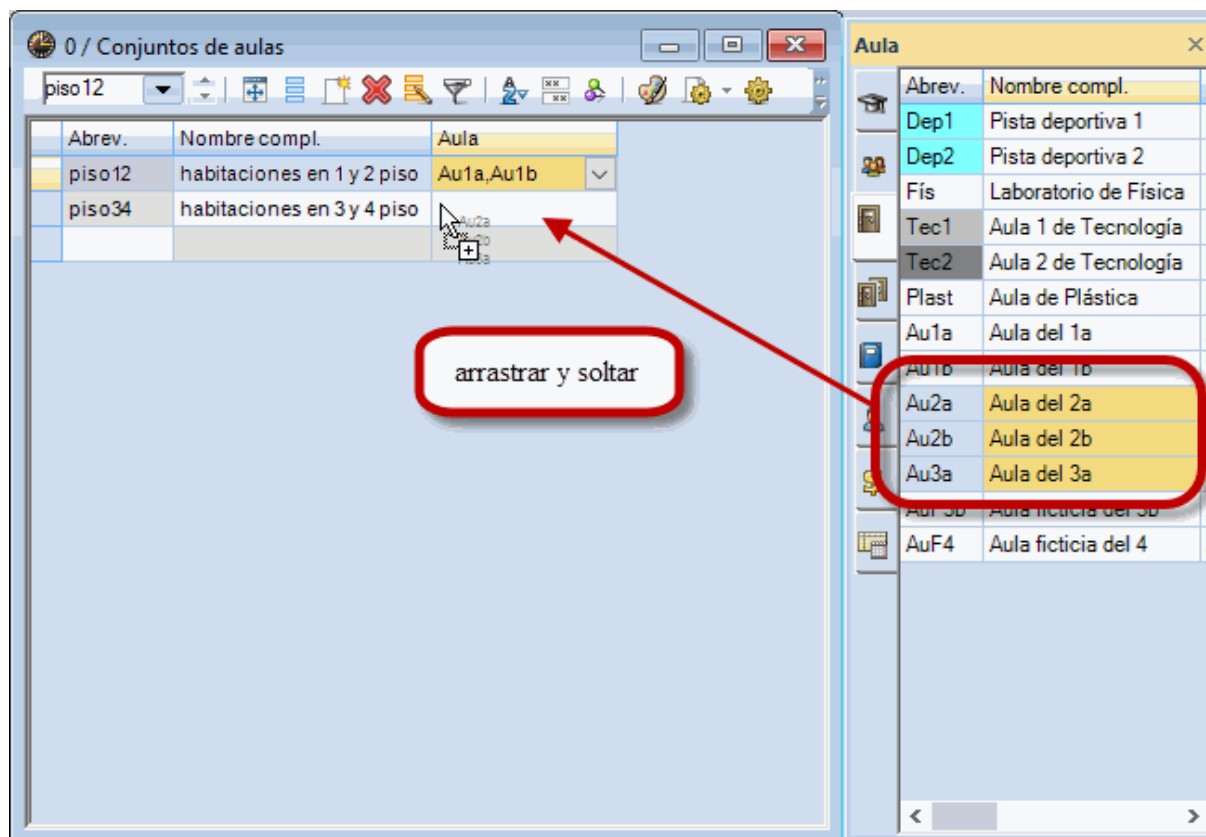 0 / Conjuntos de aulas
piso12
Abrev. Nombre compl. Aula
piso12 habitaciones en 1 y 2 piso Au1a,Au1b
piso34 habitaciones en 3 y 4 piso
Au2a
Au2b
Au3a
arrastrar y soltar
Aula
Abrev. Nombre compl.
Dep1 Pista deportiva 1
Dep2 Pista deportiva 2
Fís Laboratorio de Física
Tec1 Aula 1 de Tecnología
Tec2 Aula 2 de Tecnología
Plast Aula de Plástica
Au1a Aula del 1a
Au1b Aula del 1b
Au2a Aula del 2a
Au2b Aula del 2b
Au3a Aula del 3a
AuF3b Aula ficticia del 3b
AuF4 Aula ficticia del 4